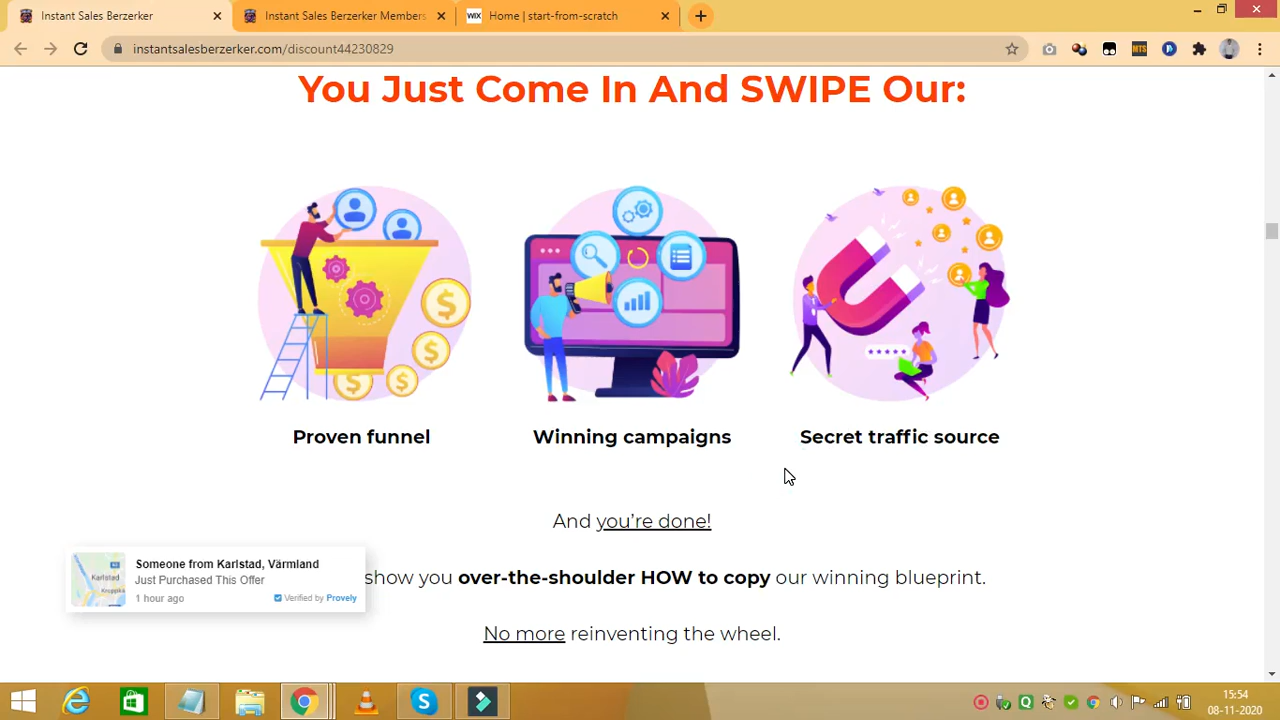 Instant Sales Berzerker
Instant Sales Berzerker Members
WIX Home | start-from-scratch
instantsalesberzerker.com/discount44230829
MTS
You Just Come In And SWIPE Our:
Proven funnel
Winning campaigns
Secret traffic source
And you're done!
Someone from Karlstad, Värmland
Just Purchased This Offer
1 hour ago
Verified by Provely
Karlstad
show you over-the-shoulder HOW to copy our winning blueprint.
No more reinventing the wheel.
15:54
08-11-2020